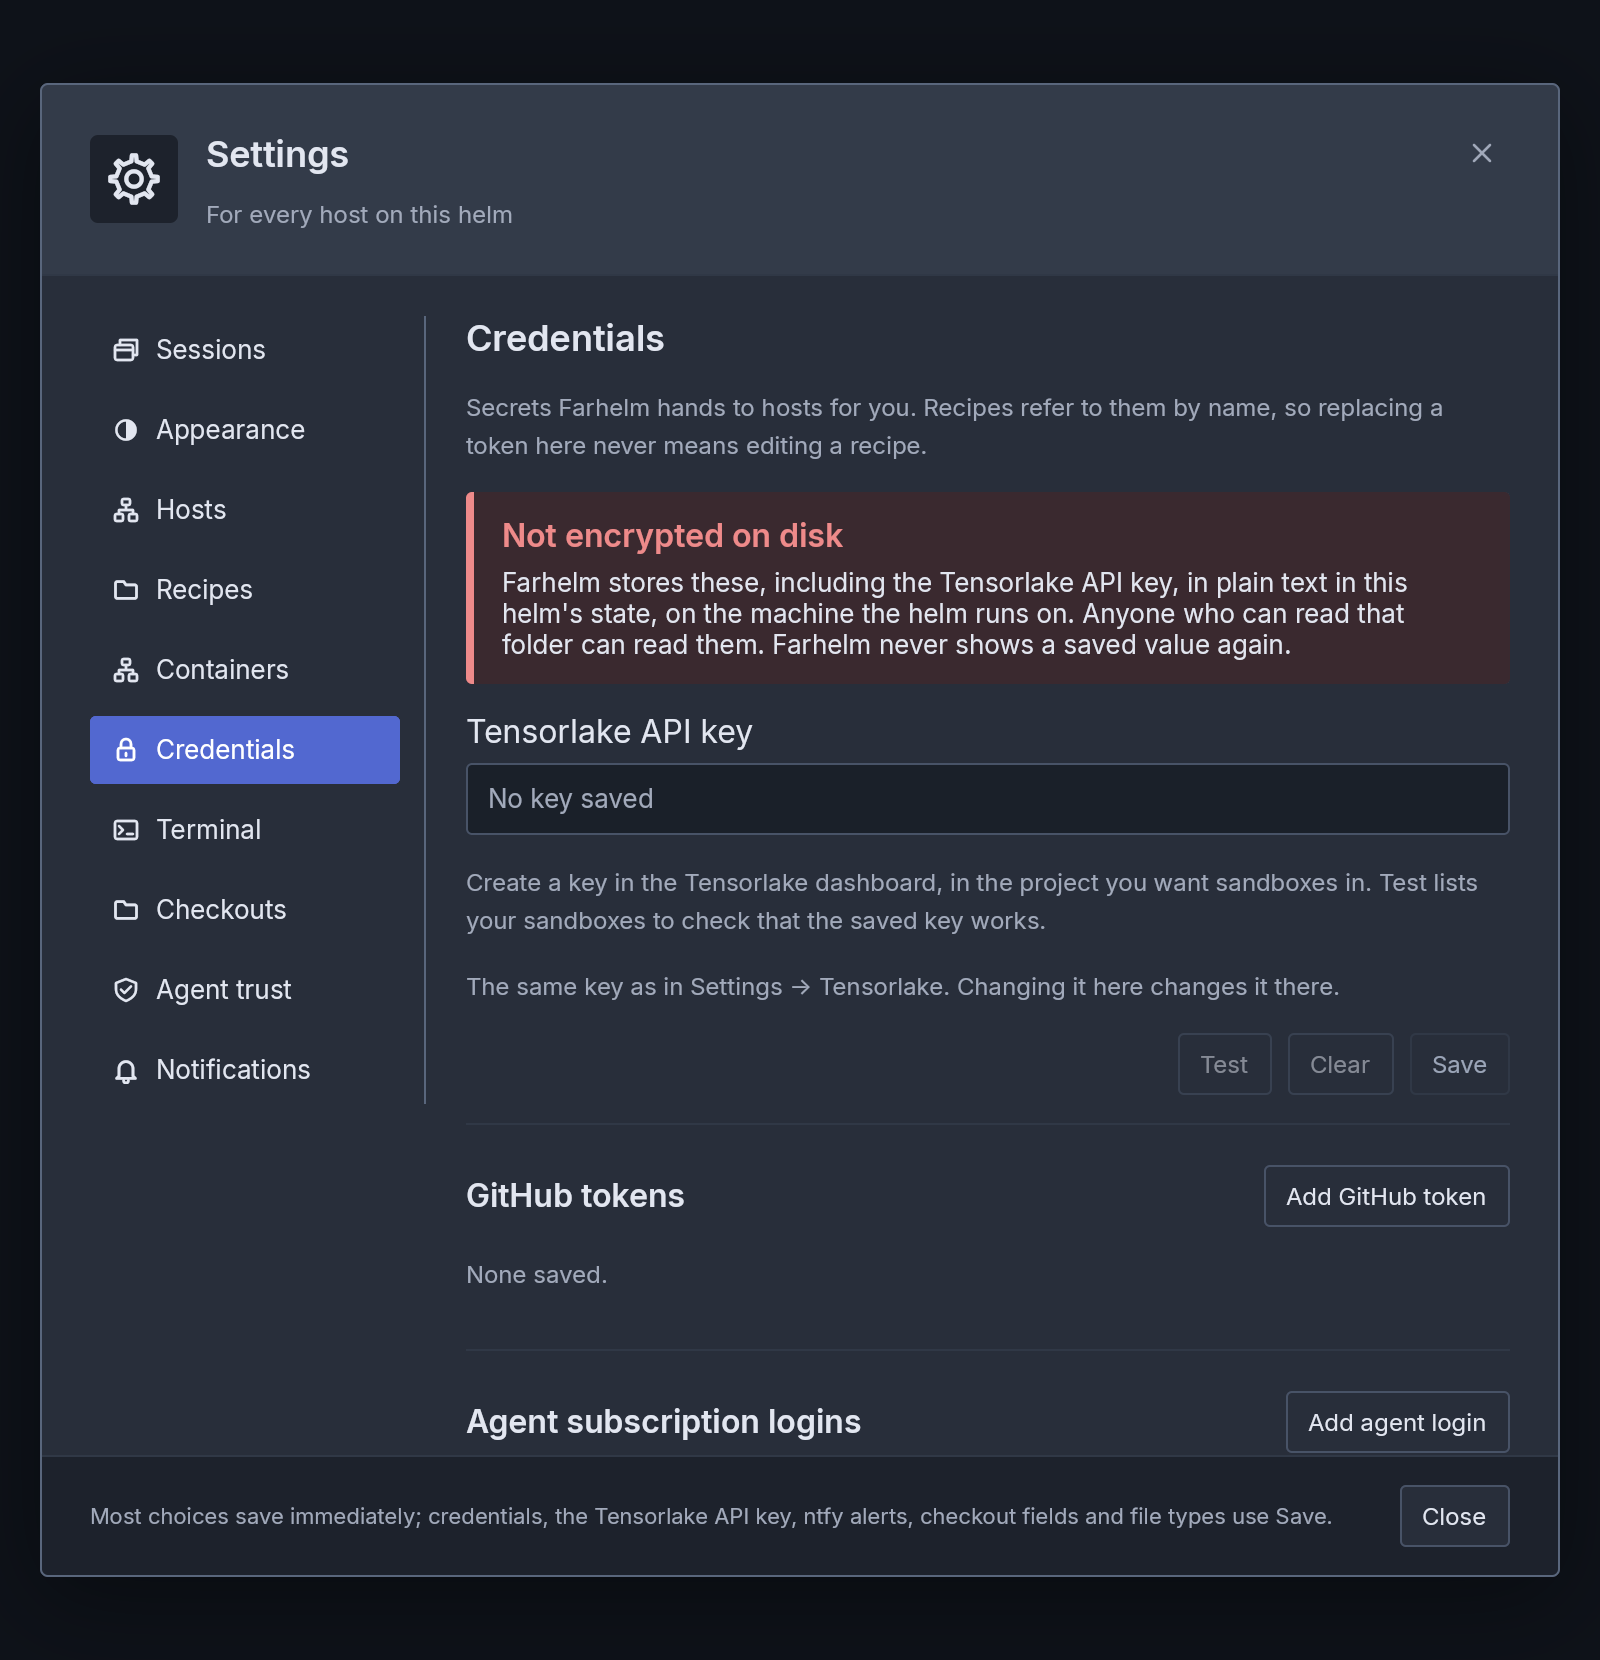 Settings
For every host on this helm
Sessions
Appearance
Hosts
Recipes
Containers
Credentials
Terminal
Checkouts
Agent trust
Notifications
Credentials
Secrets Farhelm hands to hosts for you. Recipes refer to them by name, so replacing a
token here never means editing a recipe.
Not encrypted on disk
Farhelm stores these, including the Tensorlake API key, in plain text in this
helm's state, on the machine the helm runs on. Anyone who can read that
folder can read them. Farhelm never shows a saved value again.
Tensorlake API key
No key saved
Create a key in the Tensorlake dashboard, in the project you want sandboxes in. Test lists
your sandboxes to check that the saved key works.
The same key as in Settings → Tensorlake. Changing it here changes it there.
Test Clear Save
GitHub tokens Add GitHub token
None saved.
Agent subscription logins Add agent login
Most choices save immediately; credentials, the Tensorlake API key, ntfy alerts, checkout fields and file types use Save. Close